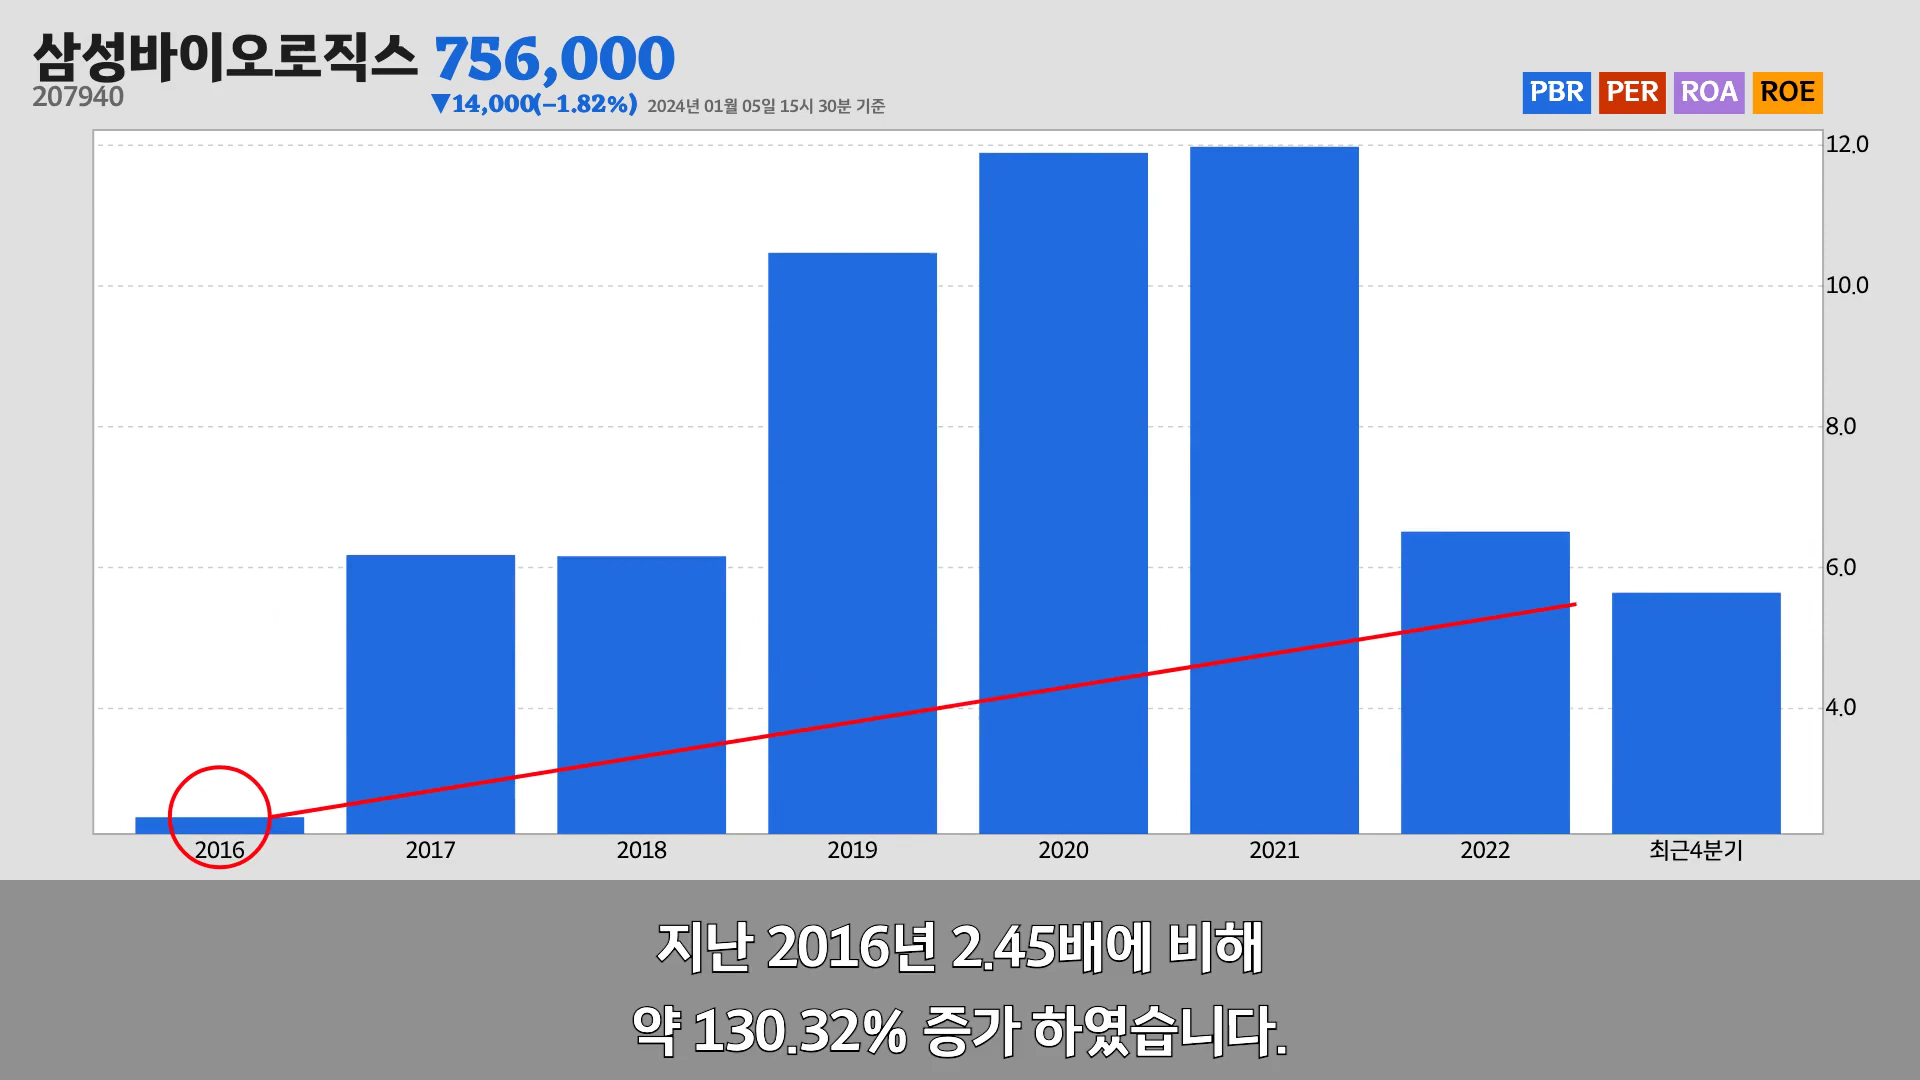 삼성바이오로직스 756,000
207940
▼14,000(−1.82%) 2024년 01월 05일 15시 30분 기준
PBR PER ROA ROE
12.0
10.0
8.0
6.0
4.0
2016 2017 2018 2019 2020 2021 2022 최근4분기
지난 2016년 2.45배에 비해
약 130.32% 증가 하였습니다.